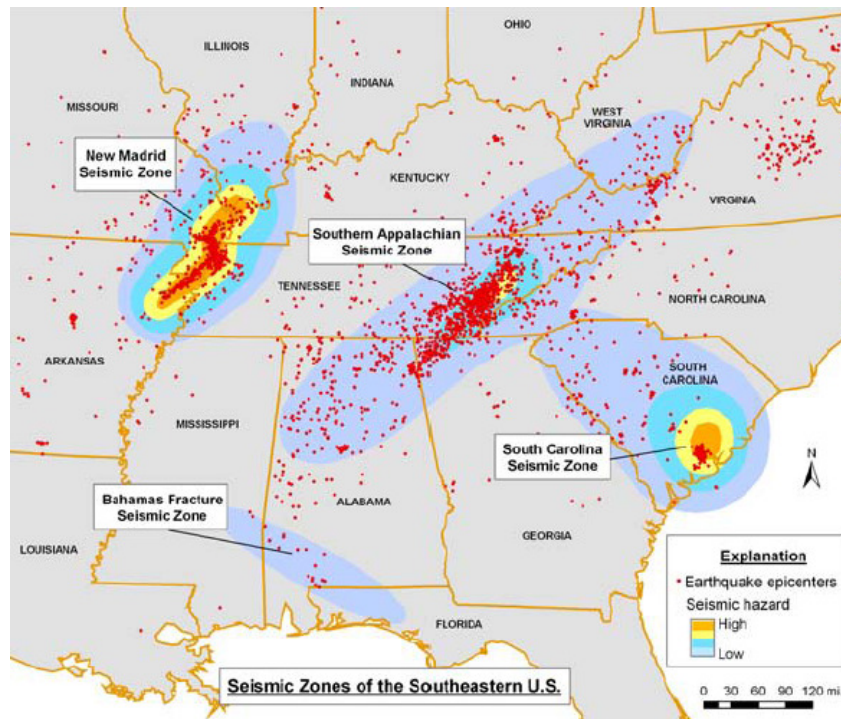 OHIO
ILLINOIS
INDIANA
MISSOURI
WEST
VIRGINIA
New Madrid
Seismic Zone
KENTUCKY
VIRGINIA
Southern Appalachian
Seismic Zone
TENNESSEE
NORTH CAROLINA
ARKANSAS
SOUTH
CAROLINA
MISSISSIPPI
South Carolina
Seismic Zone
N
Bahamas Fracture
Seismic Zone
ALABAMA
GEORGIA
LOUISIANA
Explanation
Earthquake epicenters
Seismic hazard
High
Low
FLORIDA
Seismic Zones of the Southeastern U.S.
0 30 60 120 mi.